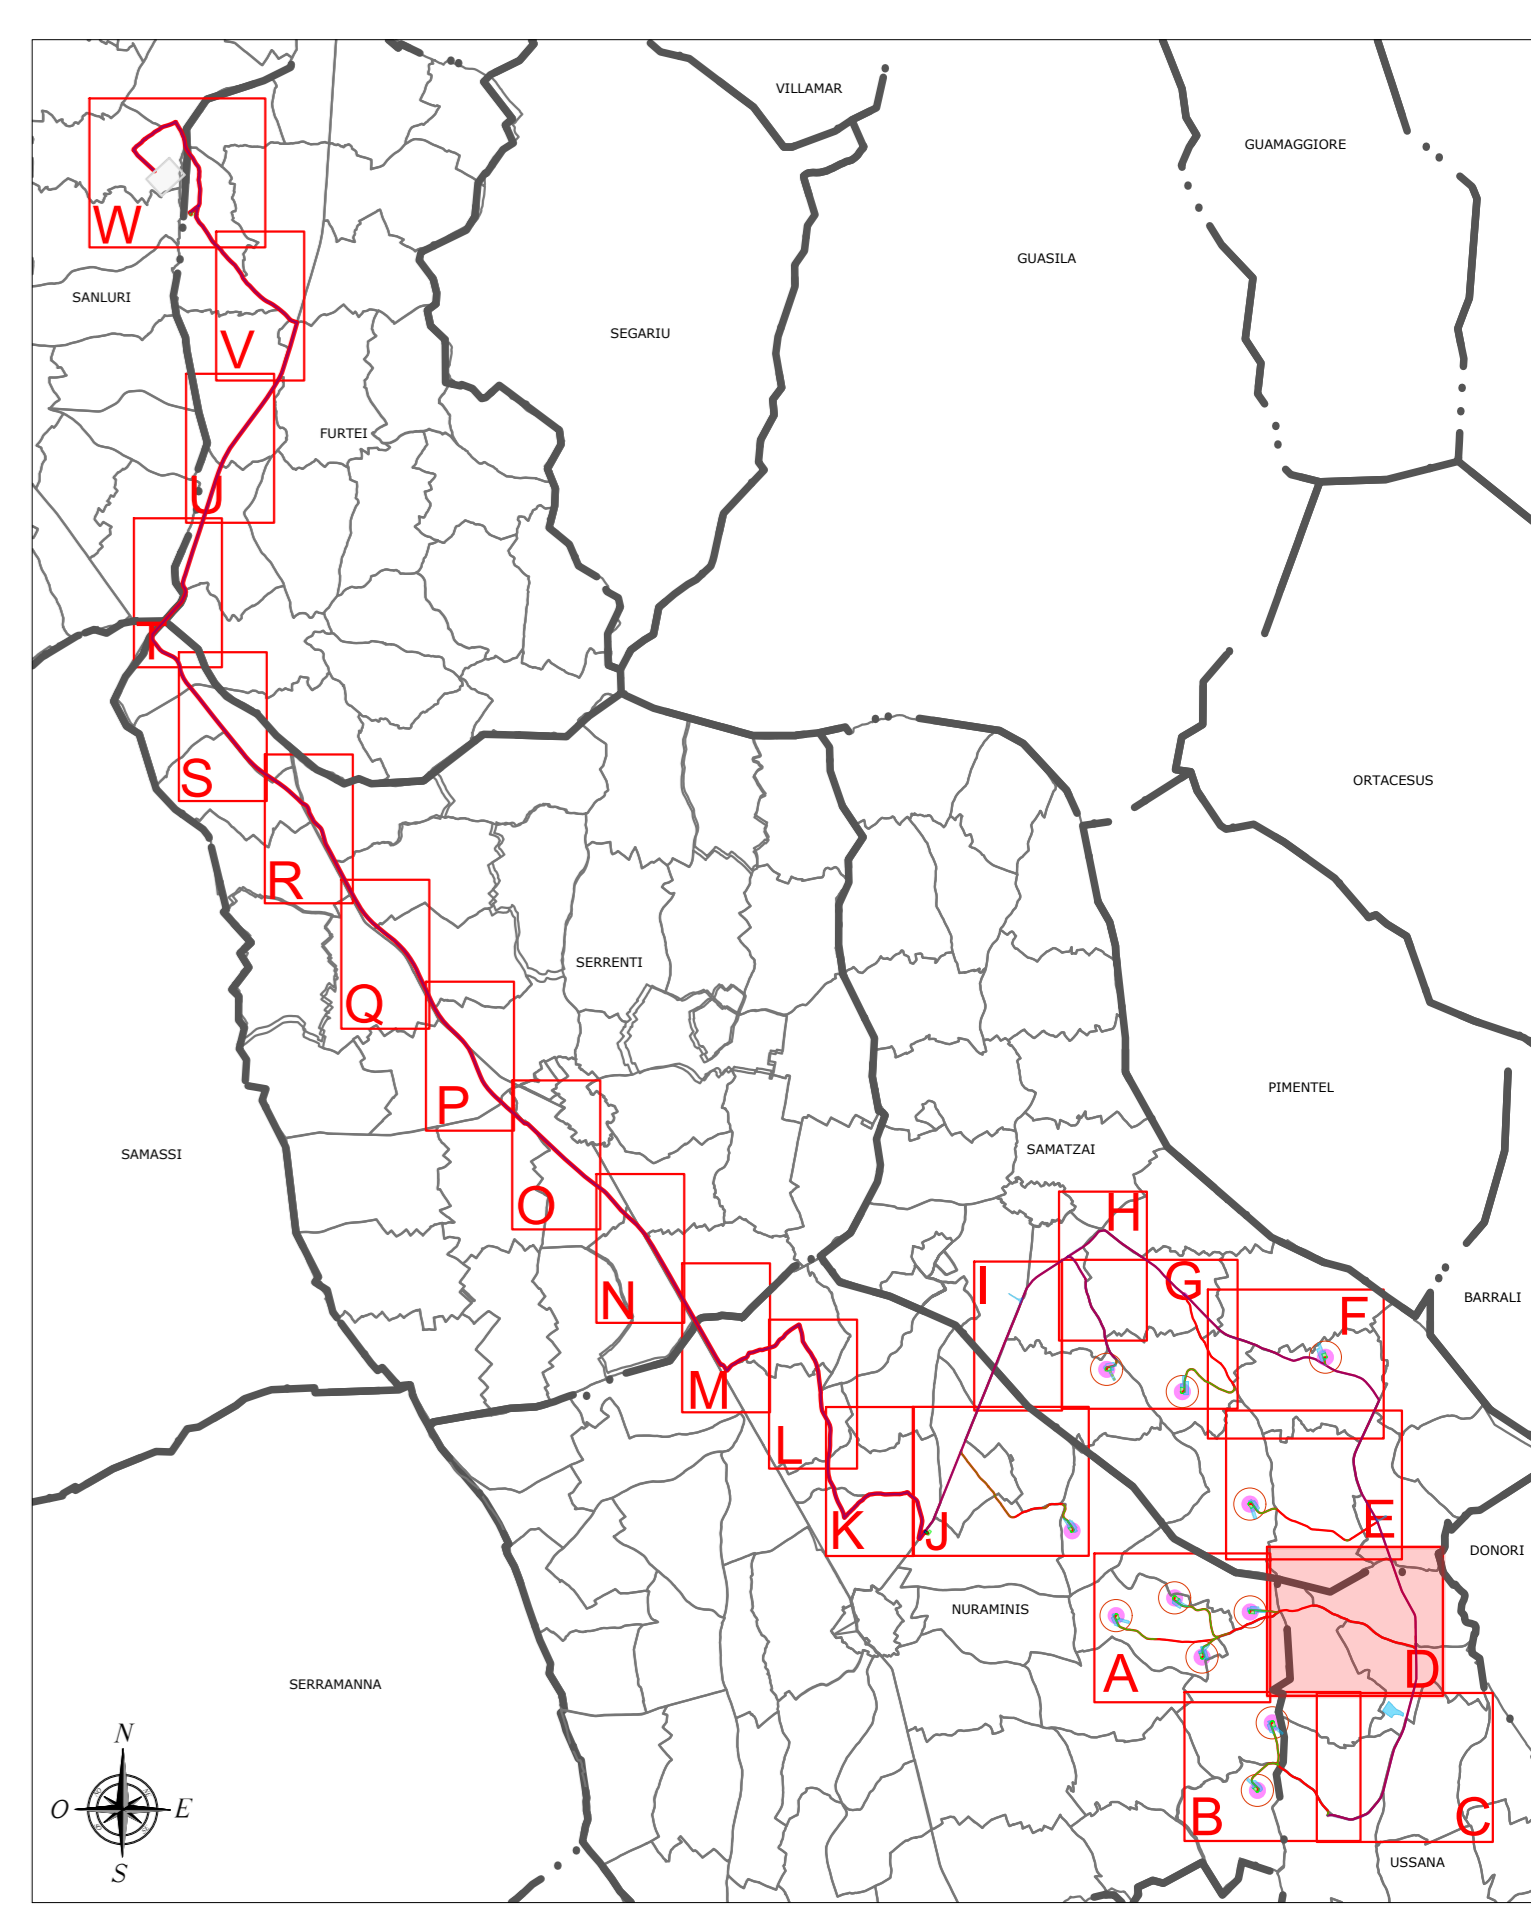 VILLAMAR
GUAMAGGIORE
W
GUASILA
SANLURI
SEGARIU
V
FURTEI
U
T
S
ORTACESUS
R
SERRENTI
Q
PIMENTEL
P
SAMASSI
SAMATZAI
O
H
I
G
BARRALI
N
F
M
L
E
K
J
DONORI
NURAMINIS
A
D
SERRAMANNA
N
O
E
S
B
C
USSANA